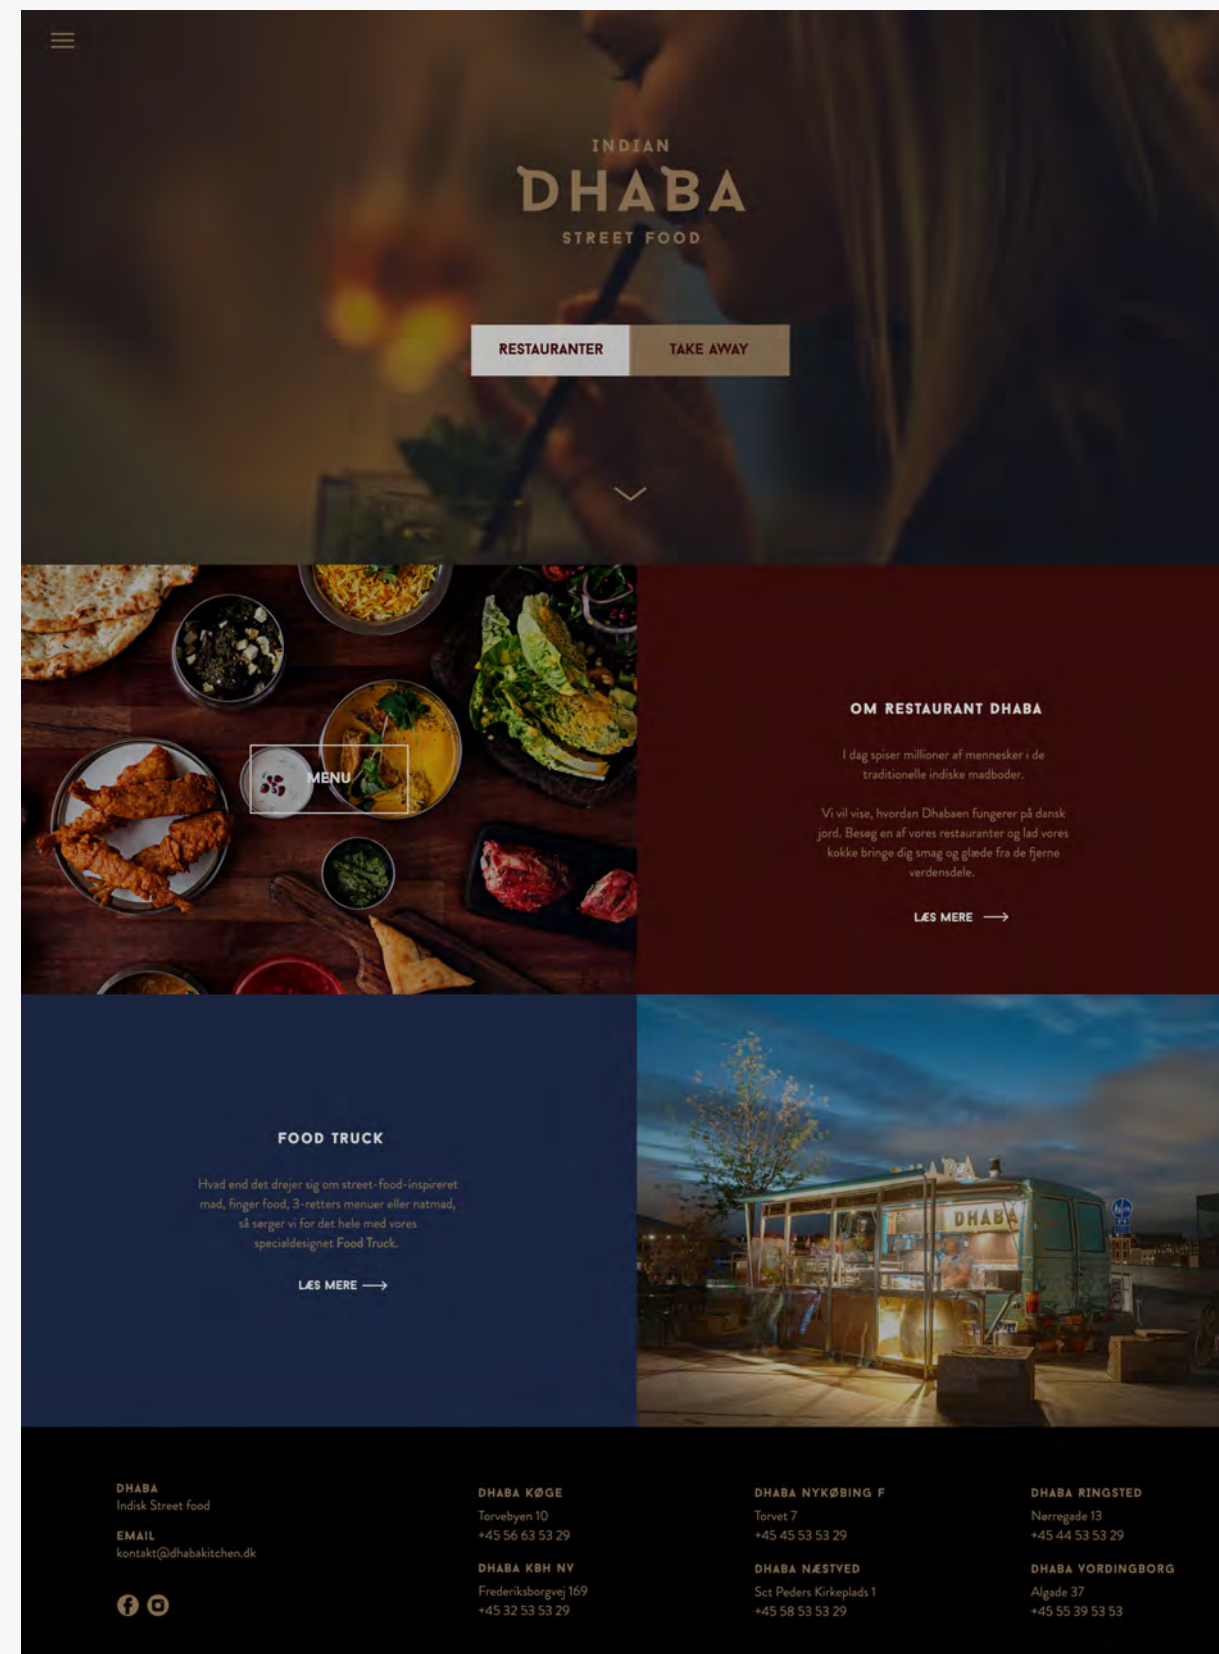 INDIAN
DHABA
STREET FOOD
RESTAURANTER
TAKE AWAY
MENU
OM RESTAURANT DHABA
I dag spiser millioner af mennesker i de
traditionelle indiske madboder.
Vi vil vise, hvordan Dhabaen fungerer på dansk
jord. Besøg en af vores restauranter og lad vores
kokke bringe dig smag og glæde fra de fjerne
verdensdele.
LÆS MERE
FOOD TRUCK
Hvad end det drejer sig om street-food-inspireret
mad, finger food, 3-retters menuer eller natmad,
så sørger vi for det hele med vores
specialdesignet Food Truck.
LÆS MERE
DHABA
DHABA
Indisk Street food
EMAIL
kontakt@dhabakitchen.dk
DHABA KØGE
Torvebyen 10
+45 56 63 53 29
DHABA KBH NV
Frederiksborgvej 169
+45 32 53 53 29
DHABA NYKØBING F
Torvet 7
+45 45 53 53 29
DHABA NÆSTVED
Sct Peders Kirkeplads 1
+45 58 53 53 29
DHABA RINGSTED
Nørregade 13
+45 44 53 53 29
DHABA VORDINGBORG
Algade 37
+45 55 39 53 53